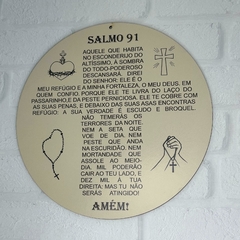 SALMO 91
AQUELE QUE HABITA
NO ESCONDERIJO DO
ALTÍSSIMO, À SOMBRA
DO TODO-PODEROSO
DESCANSARÁ. DIREI
DO SENHOR: ELE É O
MEU REFÚGIO E A MINHA FORTALEZA, O MEU DEUS, EM
QUEM CONFIO. PORQUE ELE TE LIVRA DO LAÇO DO
PASSARINHO, E DA PESTE PERNICIOSA. ELE TE COBRE COM
AS SUAS PENAS, E DEBAIXO DAS SUAS ASAS ENCONTRAS
REFÚGIO: A SUA VERDADE É ESCUDO E BROQUEL.
NÃO TEMERÁS OS
TERRORES DA NOITE,
NEM A SETA QUE
VOE DE DIA, NEM
PESTE QUE ANDA
NA ESCURIDÃO, NEM
MORTANDADE QUE
ASSOLE AO MEIO-
DIA. MIL PODERÃO
CAIR AO TEU LADO, E
DEZ MIL À TUA
DIREITA; MAS TU NÃO
SERÁS ATINGIDO!
AMÉM!